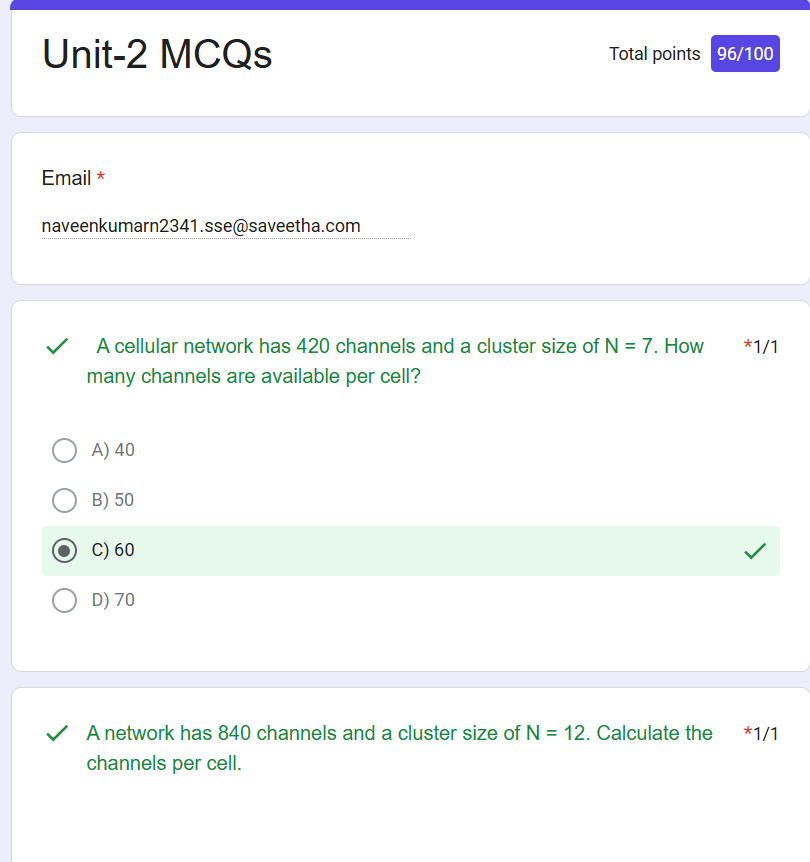 Unit-2 MCQs
Total points 96/100
Email *
naveenkumarn2341.sse@saveetha.com
A cellular network has 420 channels and a cluster size of N = 7. How *1/1
many channels are available per cell?
A) 40
B) 50
C) 60
D) 70
A network has 840 channels and a cluster size of N = 12. Calculate the *1/1
channels per cell.